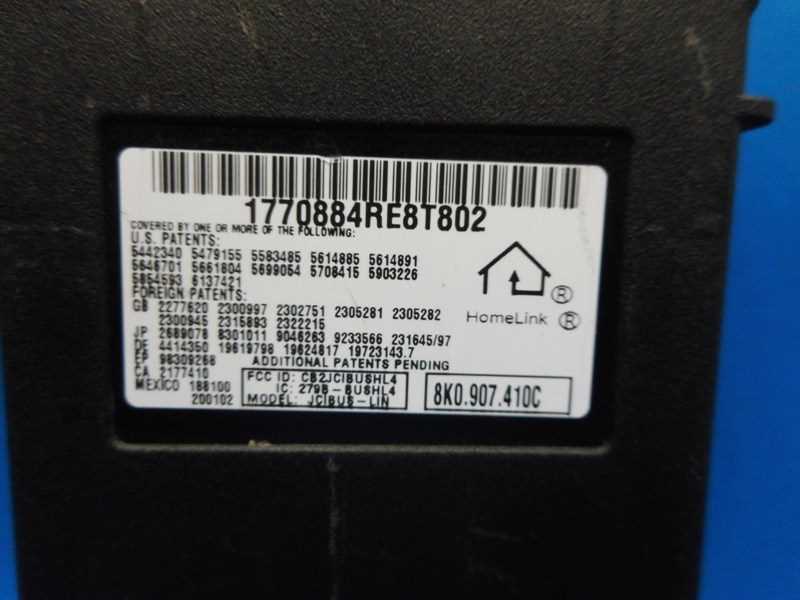 1770884RE8T802
COVERED BY ONE OR MORE OF THE FOLLOWING:
U.S. PATENTS:
5442340 5479155 5583485 5614885 5614891
5646701 5661804 5699054 5708415 5903226
5854593 6137421
FOREIGN PATENTS:
GB 2277620 2300997 2302751 2305281 2305282
2300945 2315893 2322215
JP 2689078 8301011 9046263 9233566 231645/97
DE 4414350 19619798 19624817 19723143.7
EP 98309268
CA 2177410
MEXICO 188100
200102
ADDITIONAL PATENTS PENDING
FCC ID: CB2JCIBUSHL4
IC: 279B-BUSHL4
MODEL: JCIBUS-LIN
8K0.907.410C
®
HomeLink ®